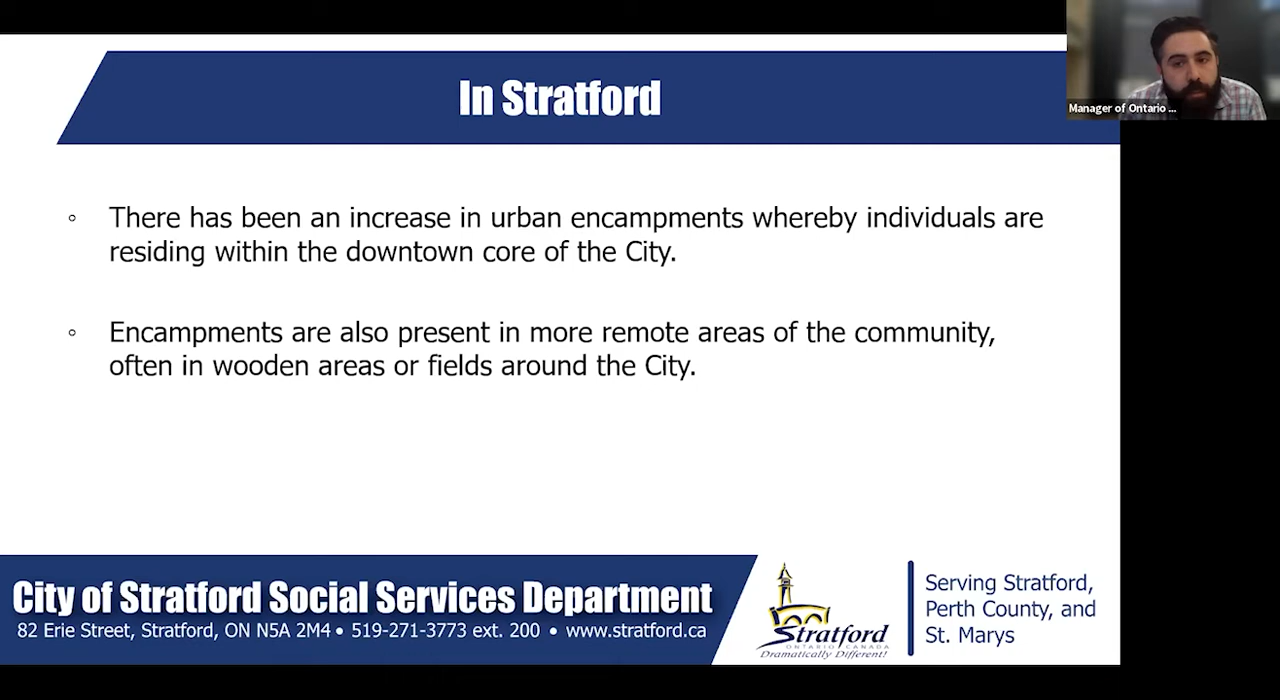 In Stratford
Manager of Ontario ...
◦ There has been an increase in urban encampments whereby individuals are
residing within the downtown core of the City.
◦ Encampments are also present in more remote areas of the community,
often in wooden areas or fields around the City.
City of Stratford Social Services Department
82 Erie Street, Stratford, ON N5A 2M4 • 519-271-3773 ext. 200 • www.stratford.ca
Stratford
ONTARIO CANADA
Dramatically Different!
Serving Stratford,
Perth County, and
St. Marys